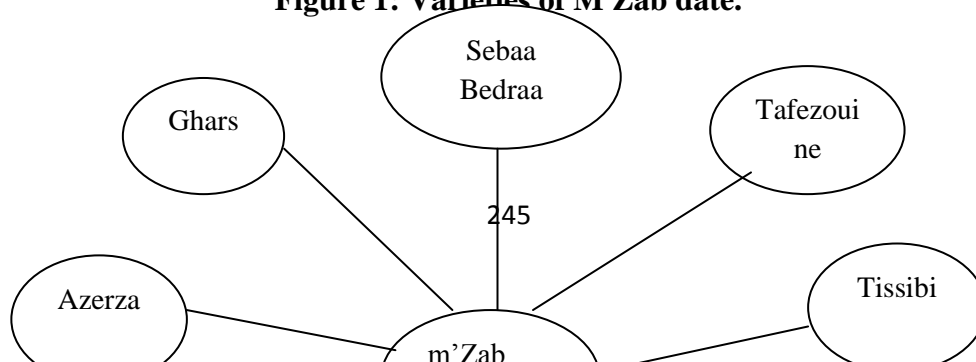 Figure 1: Varieties of M'Zab date.
Sebaa
Bedraa
Ghars
Tafezoui
ne
245
Azerza
Tissibi
m’Zab